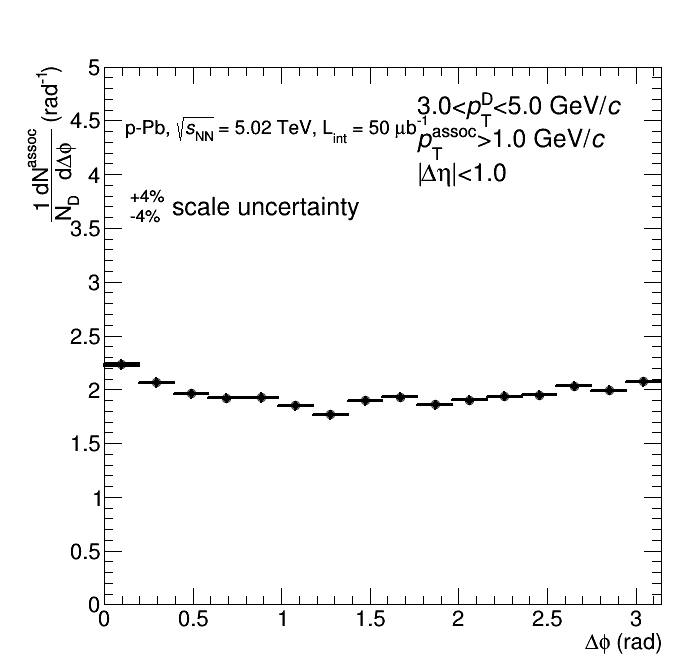 1 dN^assoc
N_D dΔϕ (rad^-1)
5
4.5
4
3.5
3
2.5
2
1.5
1
0.5
0
3.0<p_T^D<5.0 GeV/c
p-Pb, √s_NN = 5.02 TeV, L_int = 50 μb^-1
p_T^assoc>1.0 GeV/c
|Δη|<1.0
+4%
-4% scale uncertainty
0 0.5 1 1.5 2 2.5 3
Δϕ (rad)